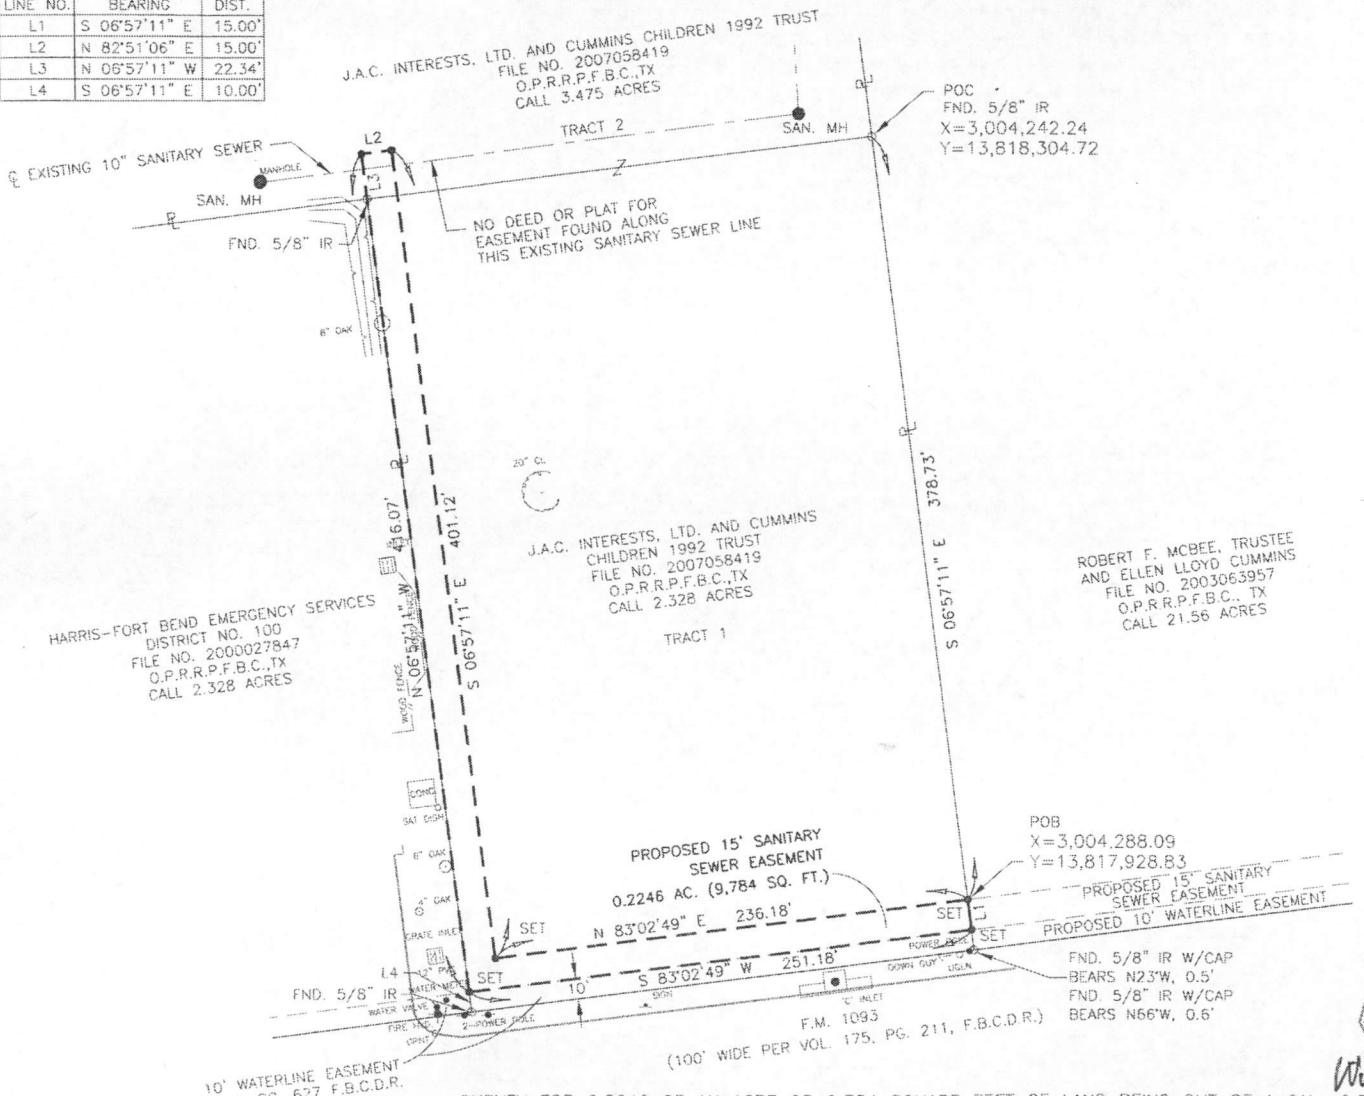 LINE NO. BEARING DIST.
L1 S 06°57'11" E 15.00'
L2 N 82°51'06" E 15.00'
L3 N 06°57'11" W 22.34'
L4 S 06°57'11" E 10.00'
J.A.C. INTERESTS, LTD. AND CUMMINS CHILDREN 1992 TRUST
FILE NO. 2007058419
O.P.R.R.P.F.B.C.,TX
CALL 3.475 ACRES
POC
FND. 5/8" IR
X=3,004,242.24
Y=13,818,304.72
TRACT 2
SAN. MH
L2
℄ EXISTING 10" SANITARY SEWER
MANHOLE
SAN. MH
L3
FND. 5/8" IR
NO DEED OR PLAT FOR
EASEMENT FOUND ALONG
THIS EXISTING SANITARY SEWER LINE
8" OAK
20" CL
416.07'
N 06°57'11" W
401.12'
S 06°57'11" E
378.73'
S 06°57'11" E
J.A.C. INTERESTS, LTD. AND CUMMINS
CHILDREN 1992 TRUST
FILE NO. 2007058419
O.P.R.R.P.F.B.C.,TX
CALL 2.328 ACRES
TRACT 1
ROBERT F. MCBEE, TRUSTEE
AND ELLEN LLOYD CUMMINS
FILE NO. 2003063957
O.P.R.R.P.F.B.C., TX
CALL 21.56 ACRES
HARRIS-FORT BEND EMERGENCY SERVICES
DISTRICT NO. 100
FILE NO. 2000027847
O.P.R.R.P.F.B.C.,TX
CALL 2.328 ACRES
WOOD FENCE
CONC
SAT DISH
8" OAK
4" OAK
GRATE INLET
12" PVC
WATER METER
PROPOSED 15' SANITARY
SEWER EASEMENT
0.2246 AC. (9,784 SQ. FT.)
POB
X=3,004,288.09
Y=13,817,928.83
PROPOSED 15' SANITARY
SEWER EASEMENT
PROPOSED 10' WATERLINE EASEMENT
SET
N 83°02'49" E 236.18'
SET
L1
SET
L4
SET
10'
S 83°02'49" W 251.18'
POWER POLE
DOWN GUY
UGLN
FND. 5/8" IR
WATER VALVE
FIRE HYD.
2-POWER POLE
SIGN
"C" INLET
FND. 5/8" IR W/CAP
BEARS N23°W, 0.5'
FND. 5/8" IR W/CAP
BEARS N66°W, 0.6'
F.M. 1093
(100' WIDE PER VOL. 175, PG. 211, F.B.C.D.R.)
10' WATERLINE EASEMENT
627 F.B.C.D.R.